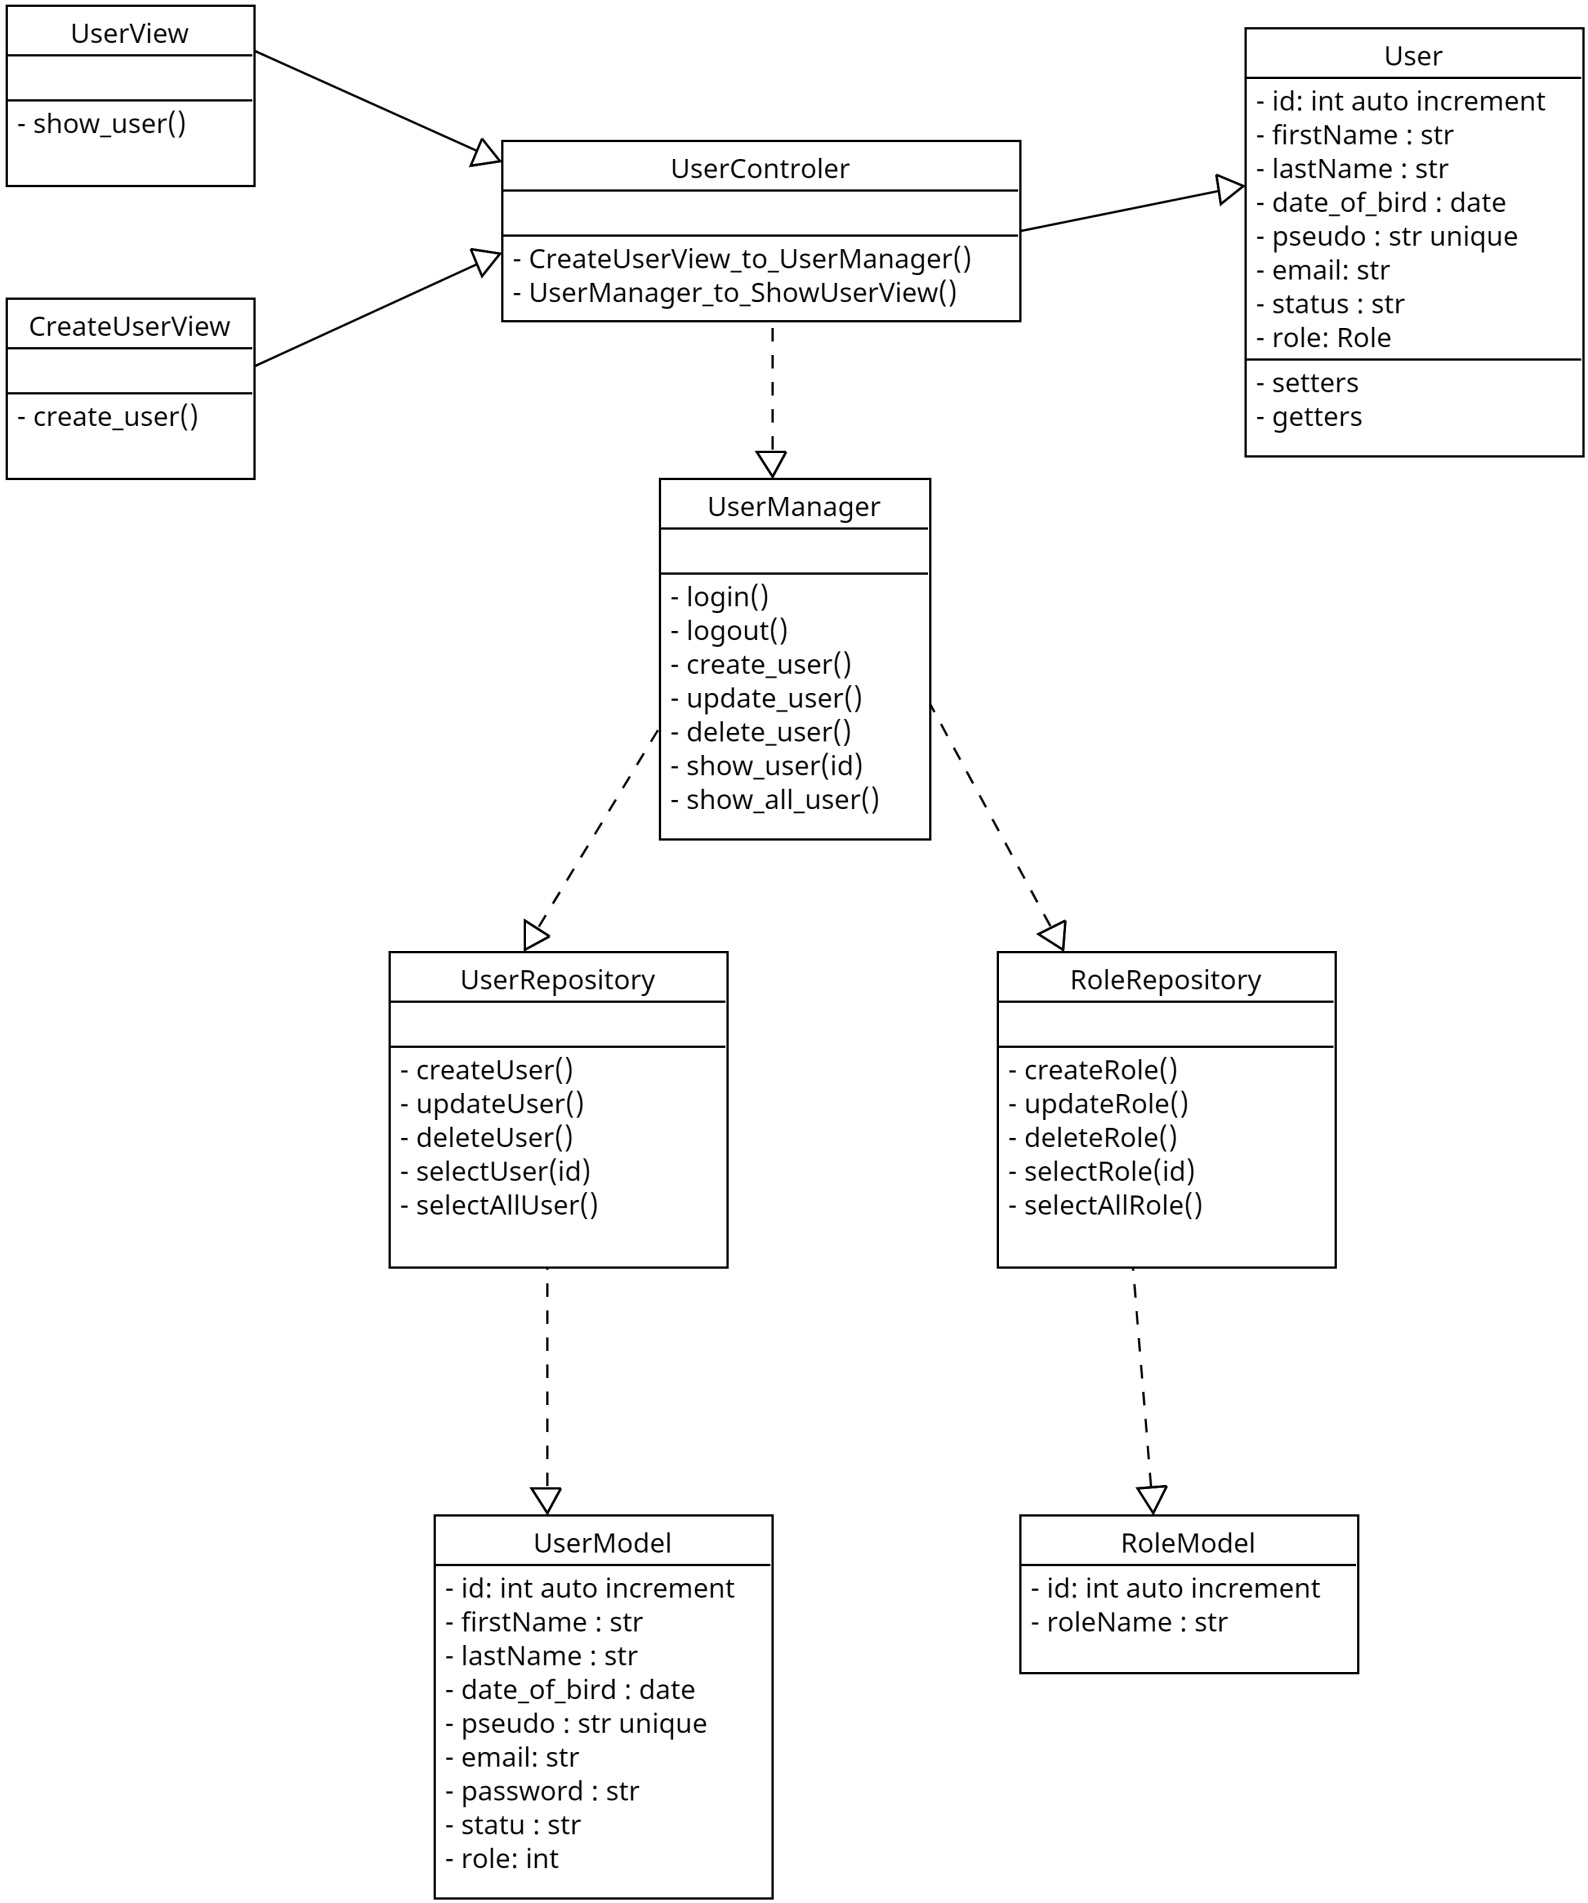 UserView
- show_user()
CreateUserView
- create_user()
UserControler
- CreateUserView_to_UserManager()
- UserManager_to_ShowUserView()
User
- id: int auto increment
- firstName : str
- lastName : str
- date_of_bird : date
- pseudo : str unique
- email: str
- status : str
- role: Role
- setters
- getters
UserManager
- login()
- logout()
- create_user()
- update_user()
- delete_user()
- show_user(id)
- show_all_user()
UserRepository
- createUser()
- updateUser()
- deleteUser()
- selectUser(id)
- selectAllUser()
RoleRepository
- createRole()
- updateRole()
- deleteRole()
- selectRole(id)
- selectAllRole()
UserModel
- id: int auto increment
- firstName : str
- lastName : str
- date_of_bird : date
- pseudo : str unique
- email: str
- password : str
- statu : str
- role: int
RoleModel
- id: int auto increment
- roleName : str